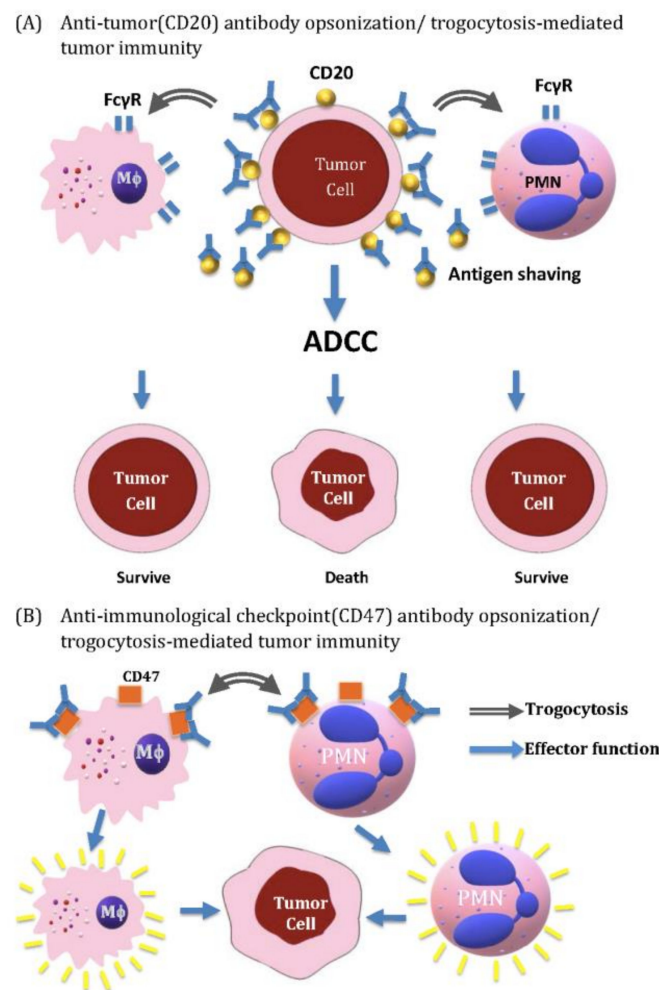 (A) Anti-tumor(CD20) antibody opsonization/ trogocytosis-mediated
tumor immunity
CD20
FcγR
FcγR
Mϕ
Tumor
Cell
PMN
Antigen shaving
ADCC
Tumor
Cell
Tumor
Cell
Tumor
Cell
Survive
Death
Survive
(B) Anti-immunological checkpoint(CD47) antibody opsonization/
trogocytosis-mediated tumor immunity
CD47
Trogocytosis
Mϕ
PMN
Effector function
Mϕ
Tumor
Cell
PMN